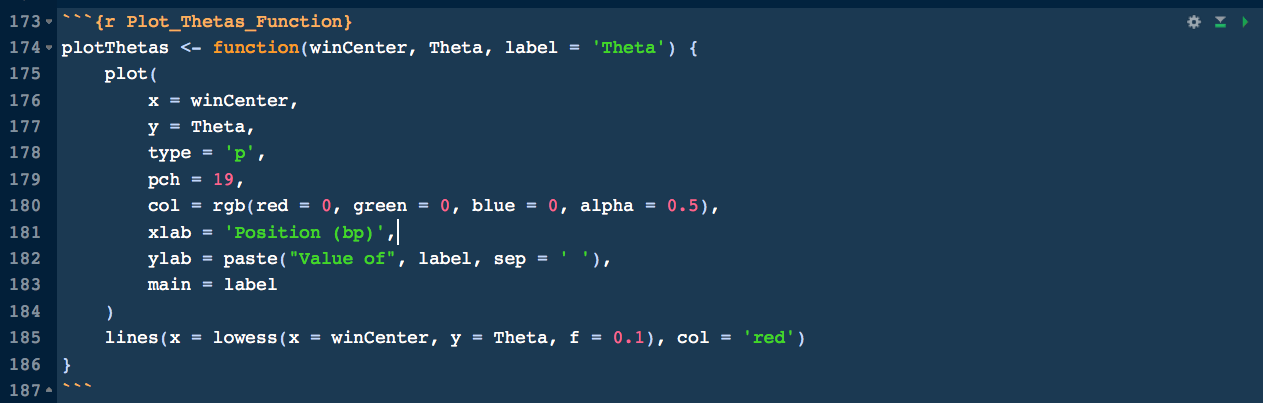 173 ```{r Plot_Thetas_Function}
174 plotThetas <- function(winCenter, Theta, label = 'Theta') {
175     plot(
176         x = winCenter,
177         y = Theta,
178         type = 'p',
179         pch = 19,
180         col = rgb(red = 0, green = 0, blue = 0, alpha = 0.5),
181         xlab = 'Position (bp)',
182         ylab = paste("Value of", label, sep = ' '),
183         main = label
184     )
185     lines(x = lowess(x = winCenter, y = Theta, f = 0.1), col = 'red')
186 }
187 ```